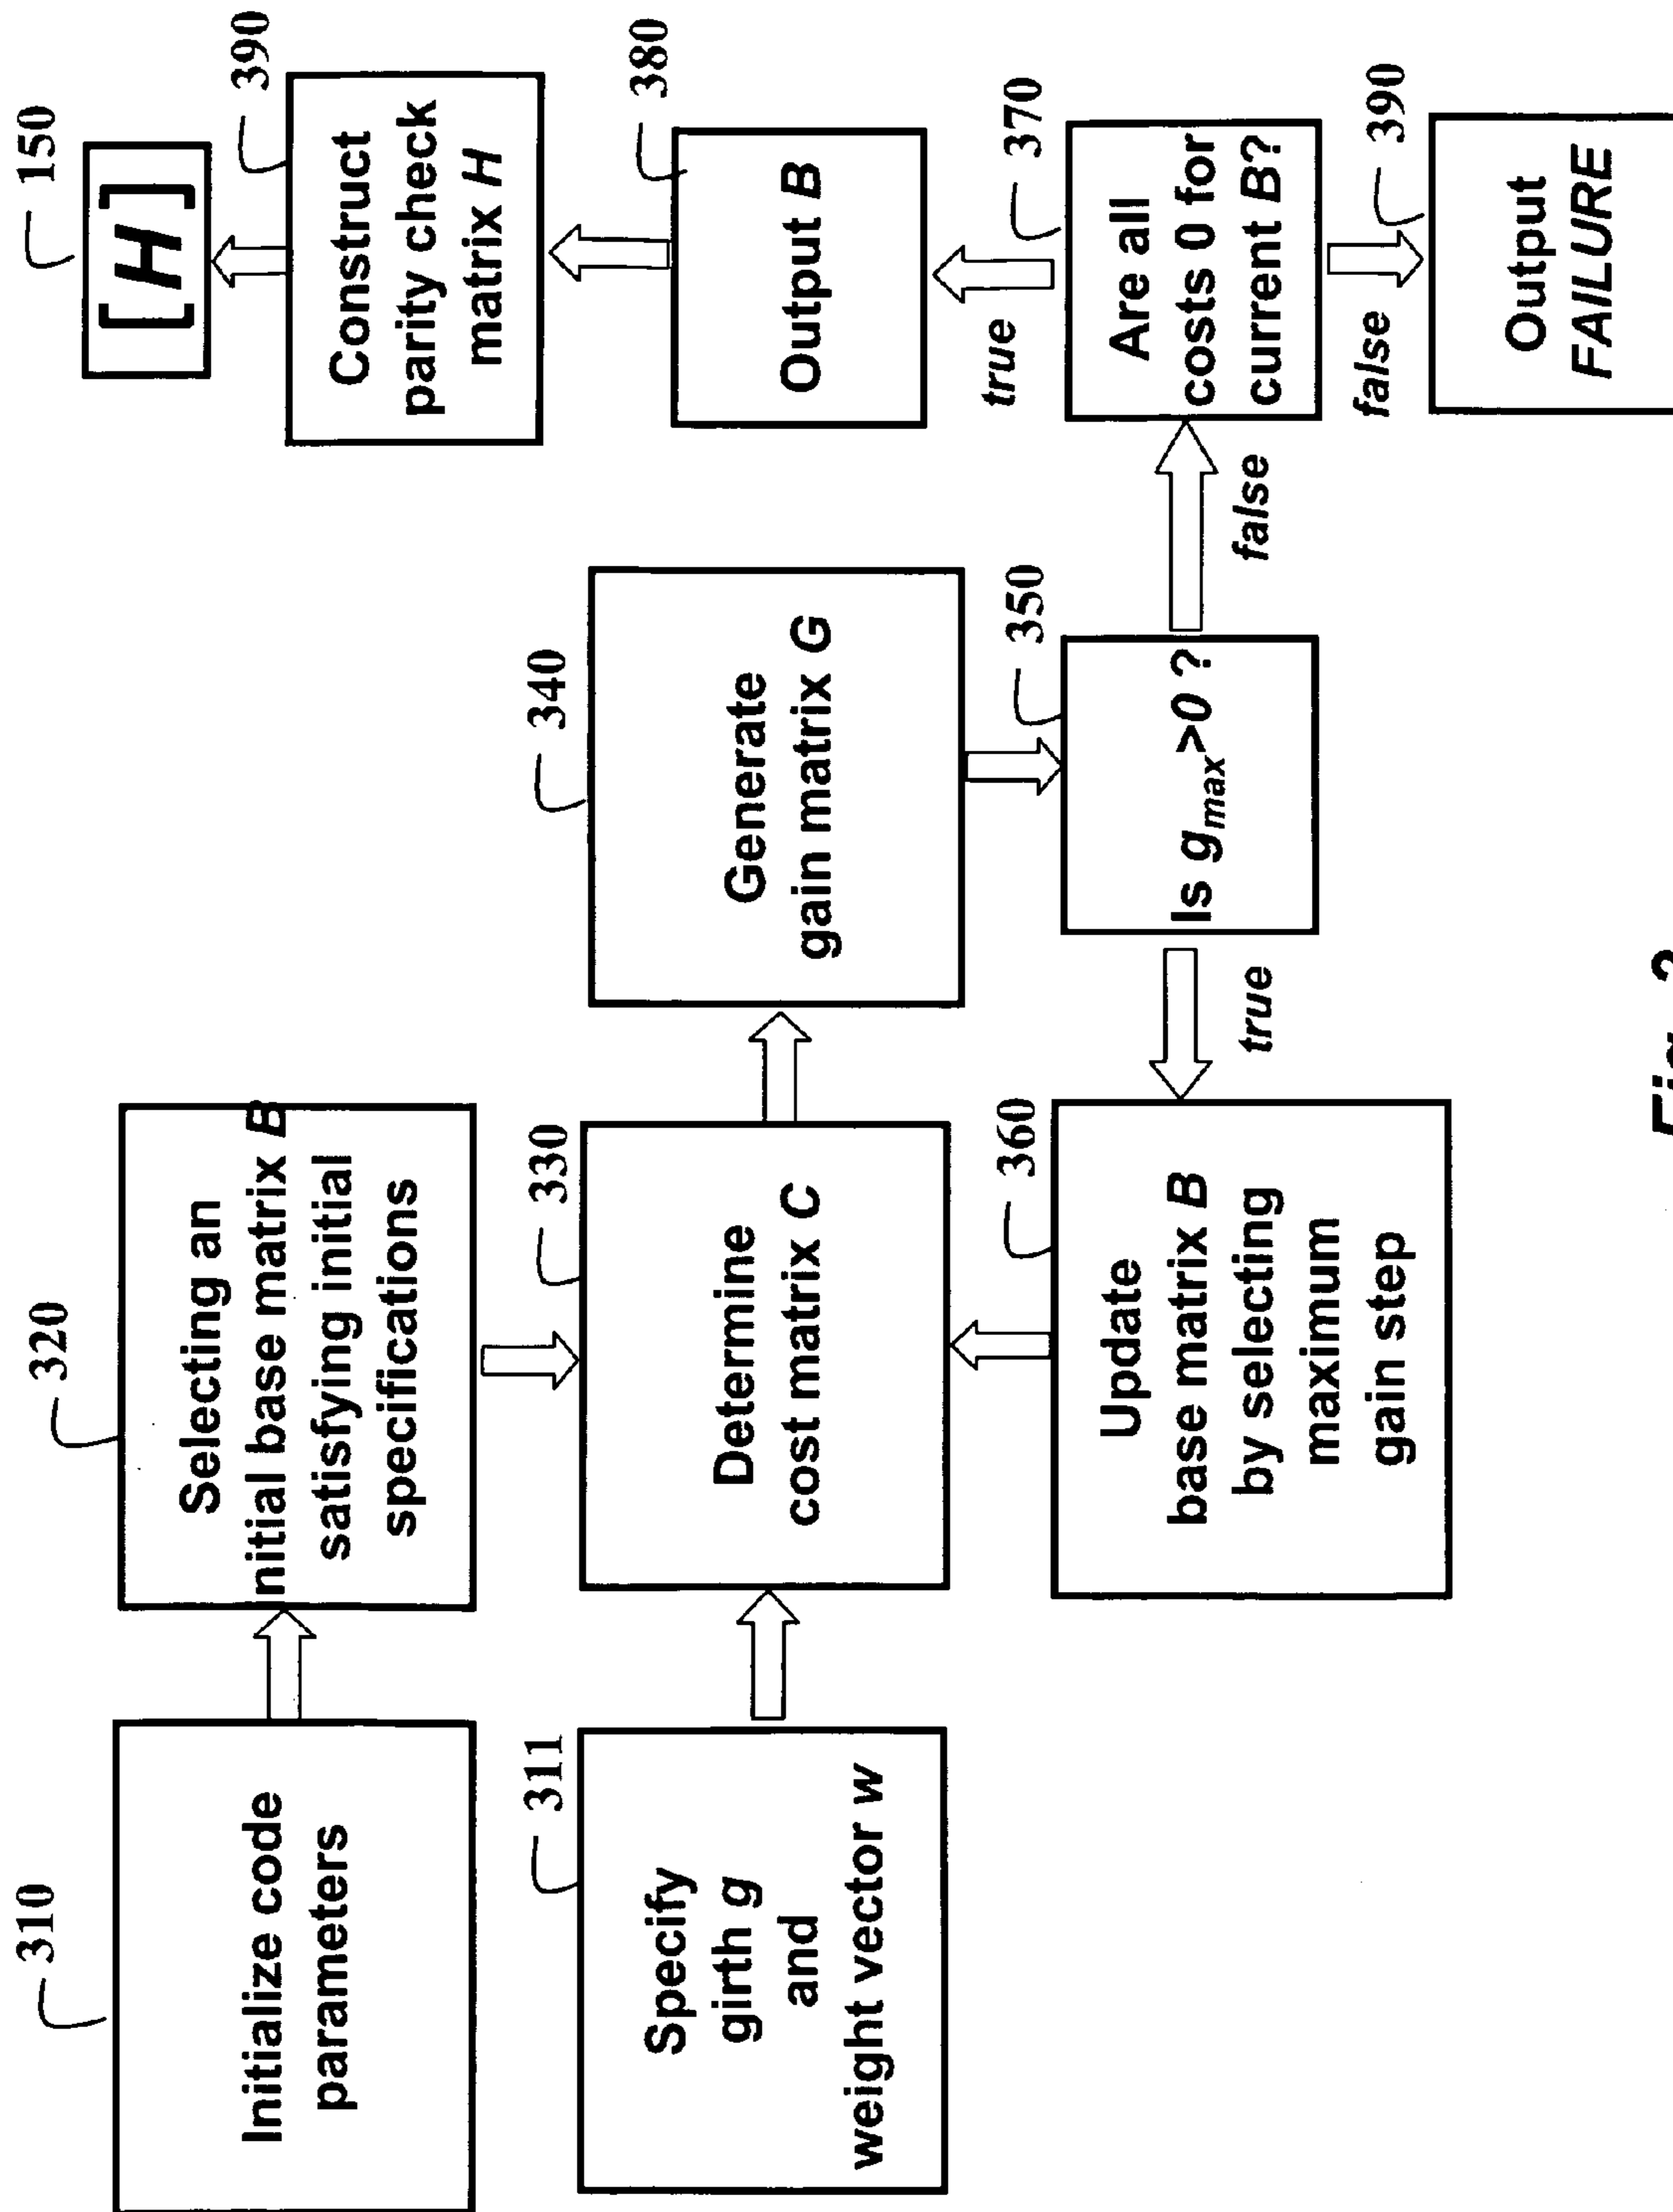 310
Initialize code
parameters
320
Selecting an
nitial base matrix B
satisfying initial
specifications
311
Specify
girth g
and
weight vector w
330
Determine
cost matrix C
340
Generate
gain matrix G
350
Is gmax>0 ?
true
false
360
Update
base matrix B
by selecting
maximum
gain step
370
Are all
costs 0 for
current B?
true
false
380
Output B
390
Construct
parity check
matrix H
150
[H]
390
Output
FAILURE
Fig.